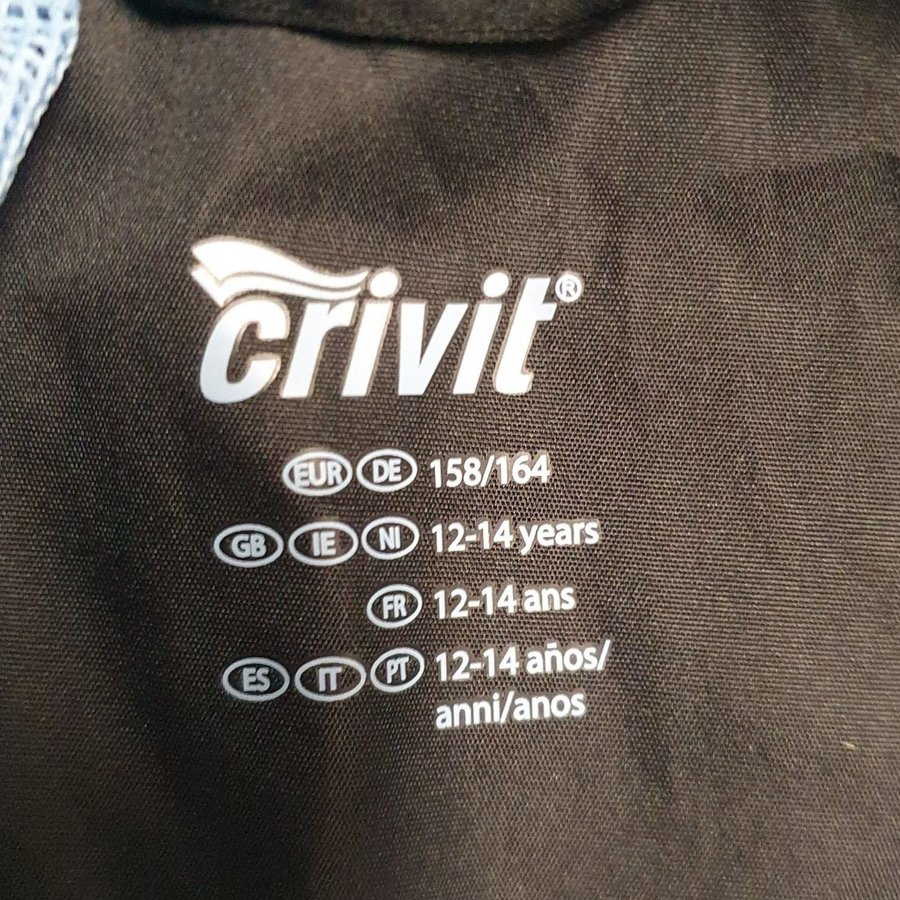 crivit®
EUR DE 158/164
GB IE NI 12-14 years
FR 12-14 ans
ES IT PT 12-14 años/
anni/anos